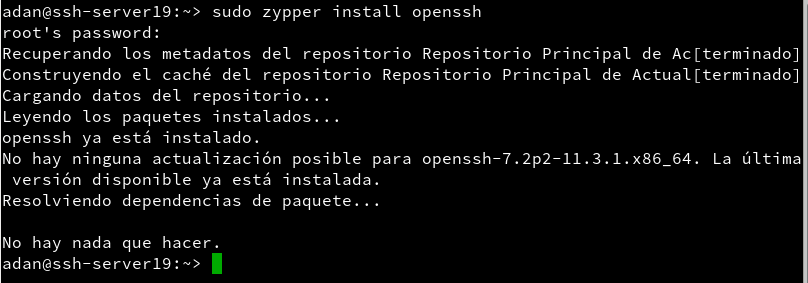 adan@ssh-server19:~> sudo zypper install openssh
root's password:
Recuperando los metadatos del repositorio Repositorio Principal de Ac[terminado]
Construyendo el caché del repositorio Repositorio Principal de Actual[terminado]
Cargando datos del repositorio...
Leyendo los paquetes instalados...
openssh ya está instalado.
No hay ninguna actualización posible para openssh-7.2p2-11.3.1.x86_64. La última
 versión disponible ya está instalada.
Resolviendo dependencias de paquete...

No hay nada que hacer.
adan@ssh-server19:~>